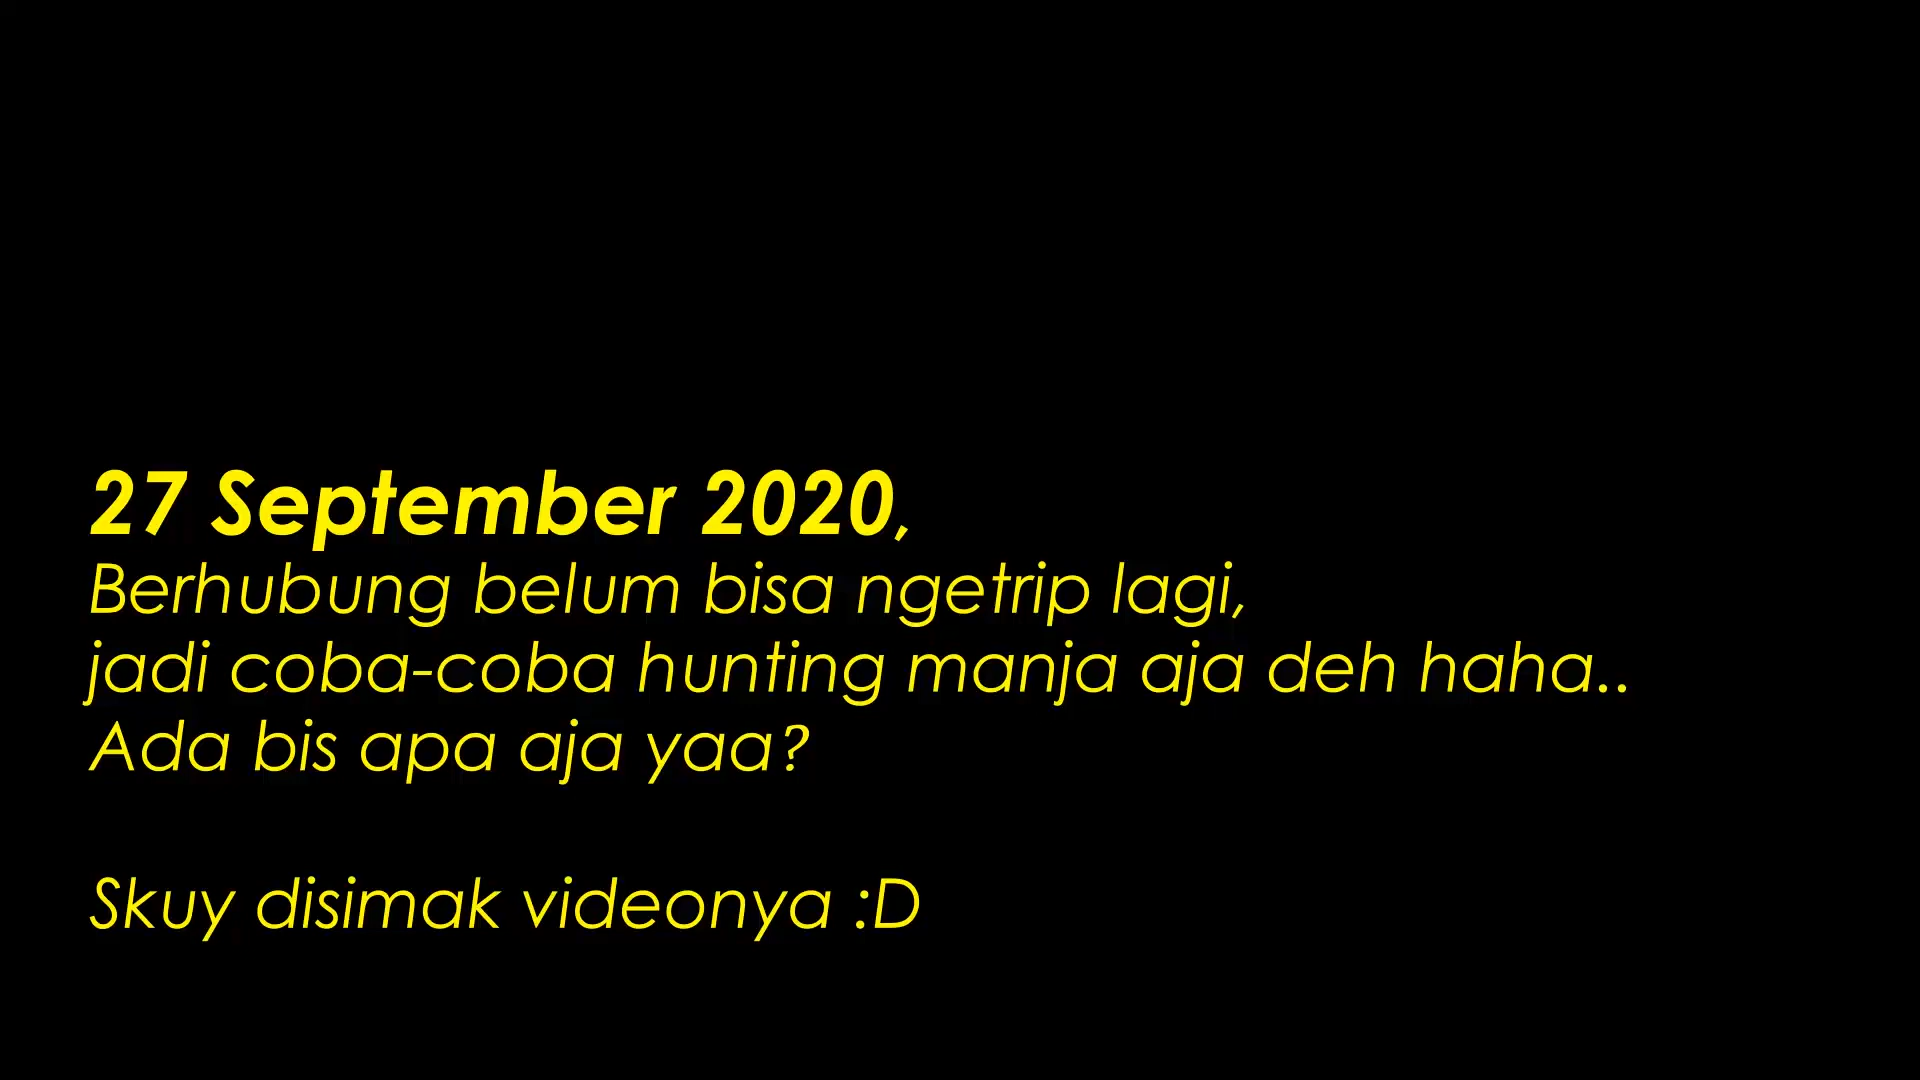 27 September 2020,
Berhubung belum bisa ngetrip lagi,
jadi coba-coba hunting manja aja deh haha..
Ada bis apa aja yaa?
Skuy disimak videonya :D